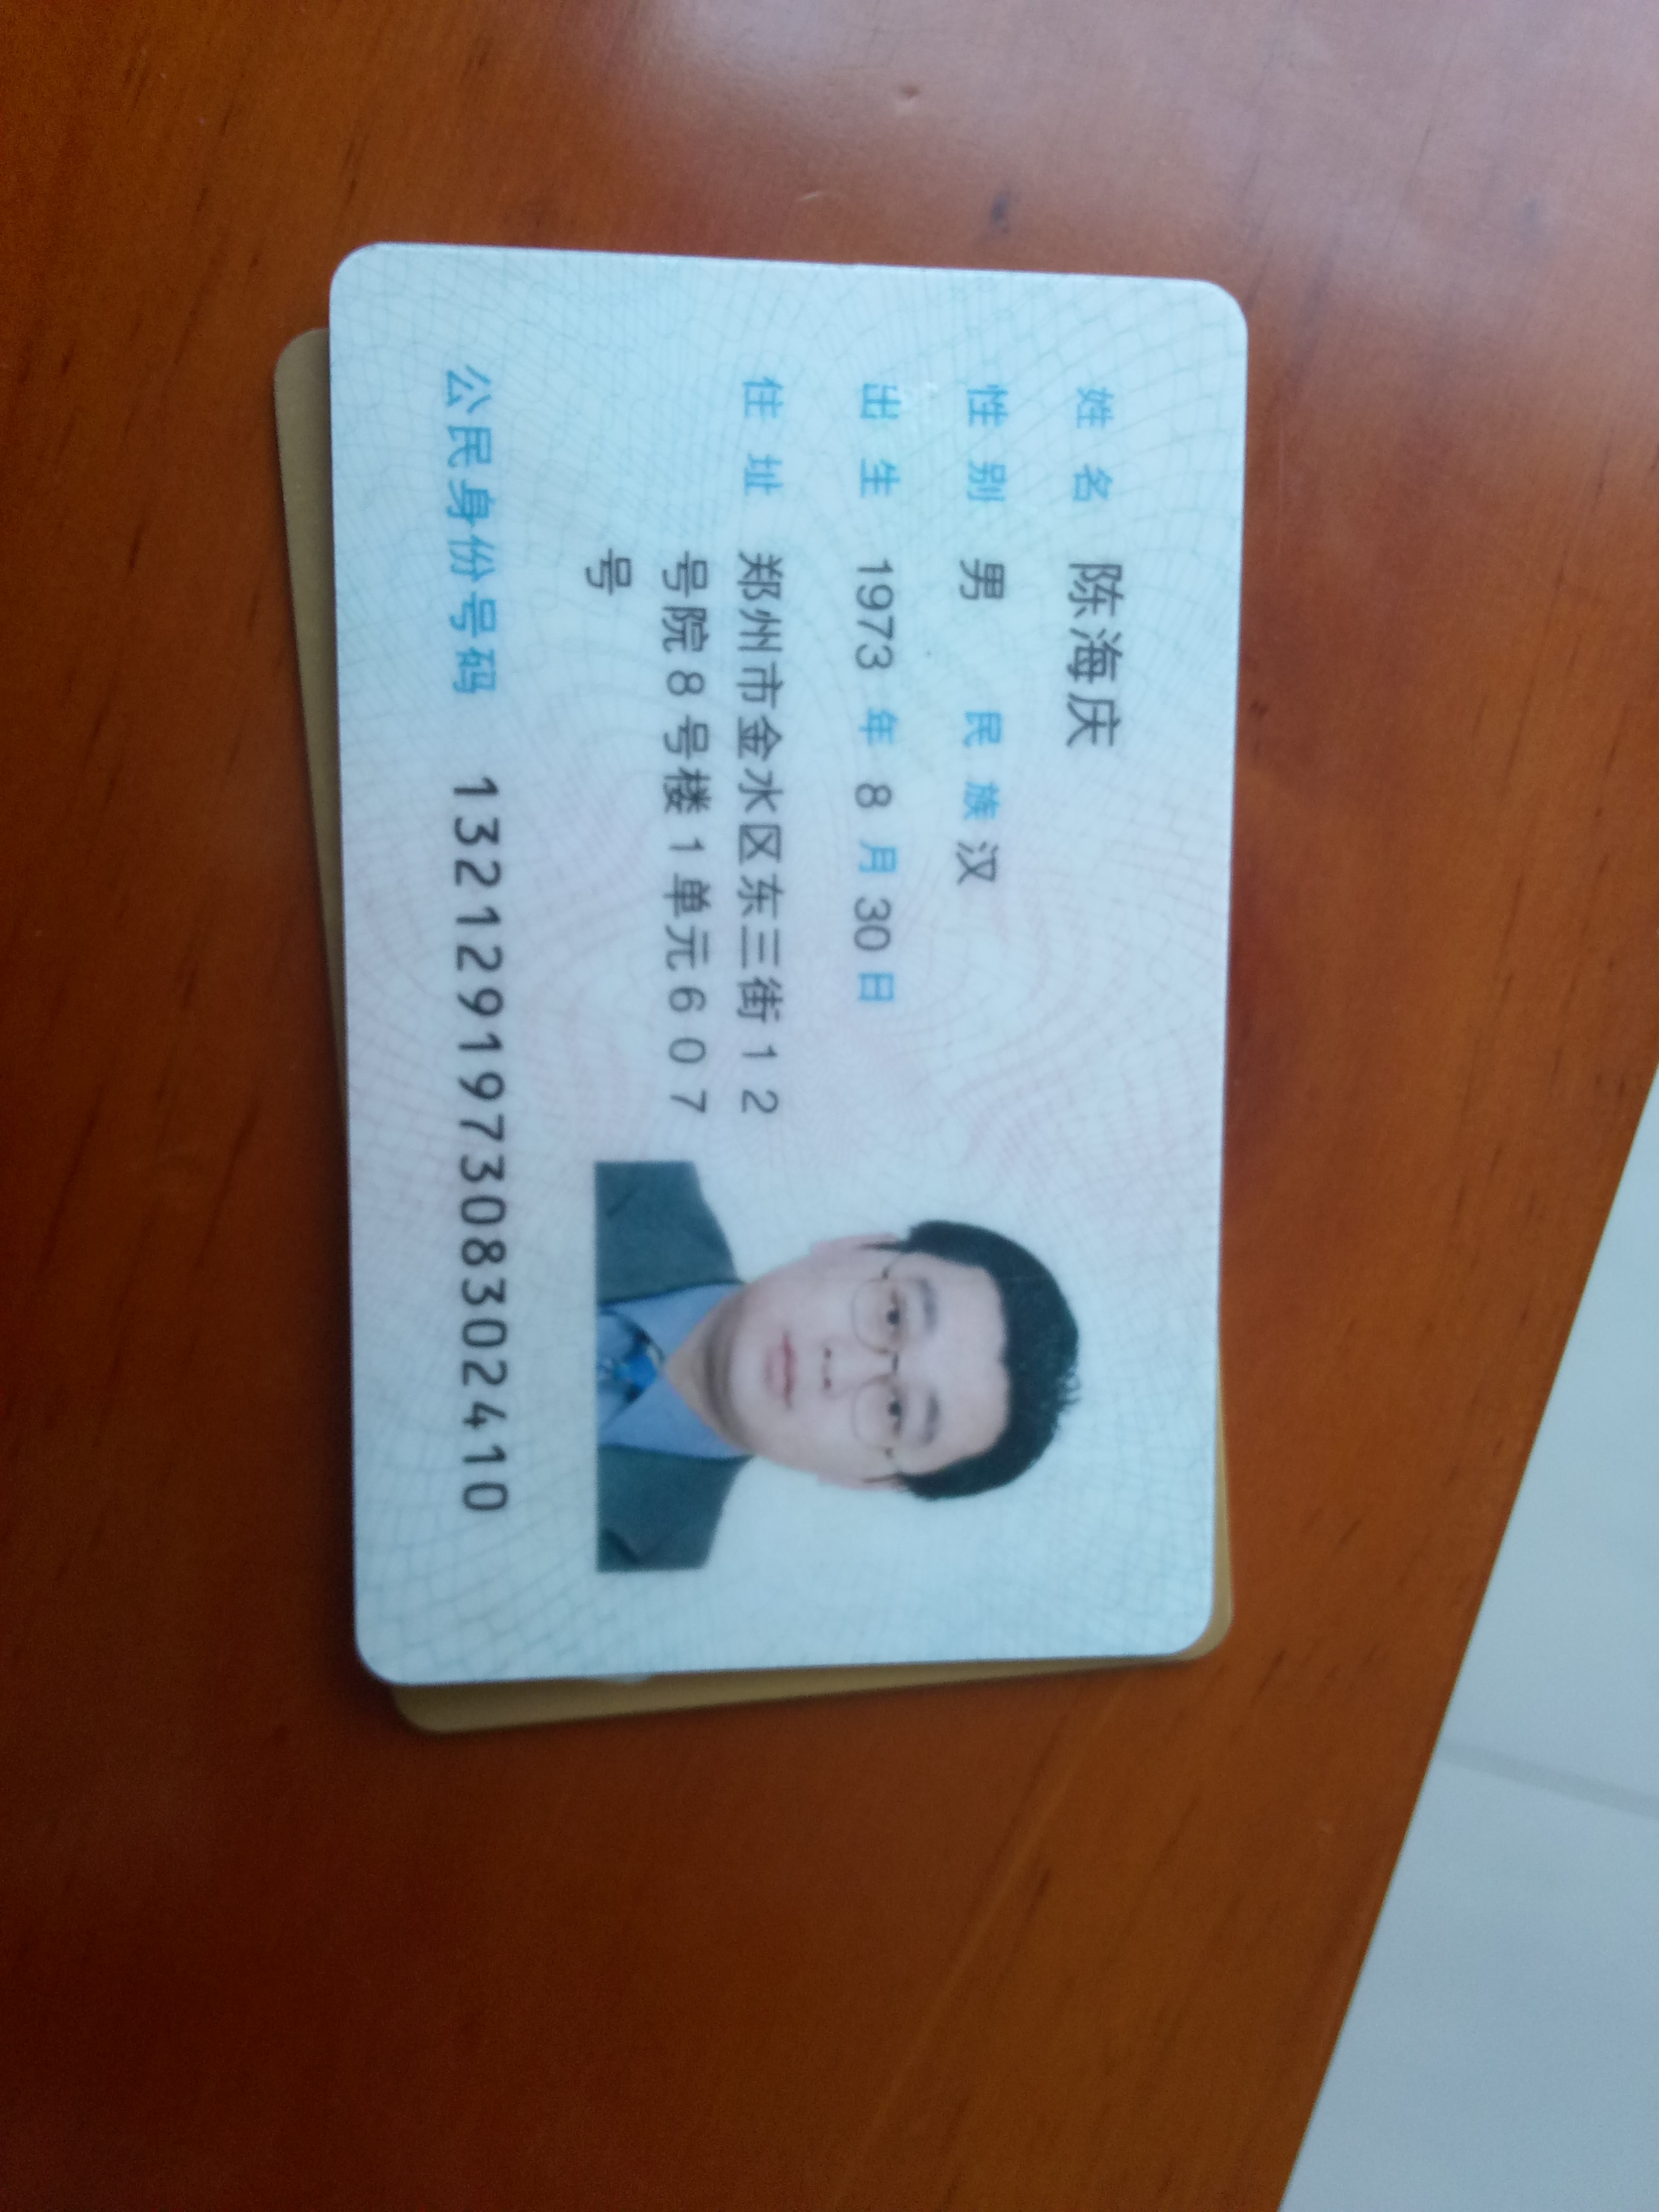 姓名 陈海庆
性别 男 民族 汉
出生 1973 年 8 月 30 日
住址 郑州市金水区东三街12
号院8号楼1单元607
号
公民身份号码 132129197308302410